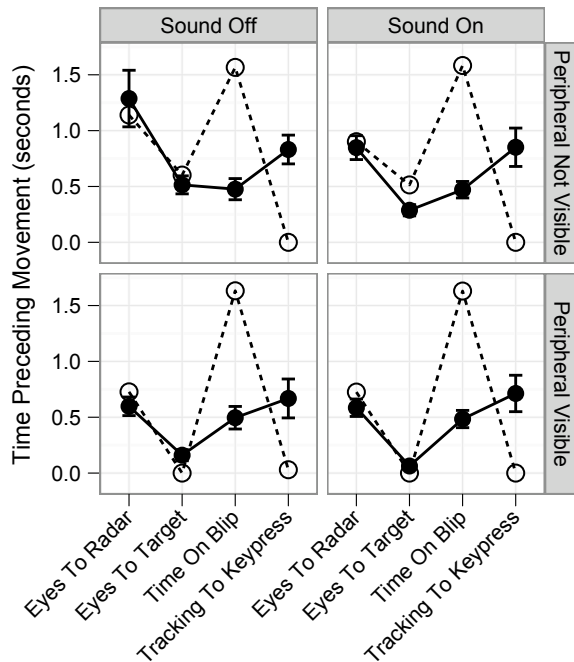 Sound Off
Sound On
Time Preceding Movement (seconds)
1.5
1.0
0.5
0.0
Peripheral Not Visible
1.5
1.0
0.5
0.0
Peripheral Visible
Eyes To Radar
Eyes To Target
Time On Blip
Tracking To Keypress
Eyes To Radar
Eyes To Target
Time On Blip
Tracking To Keypress